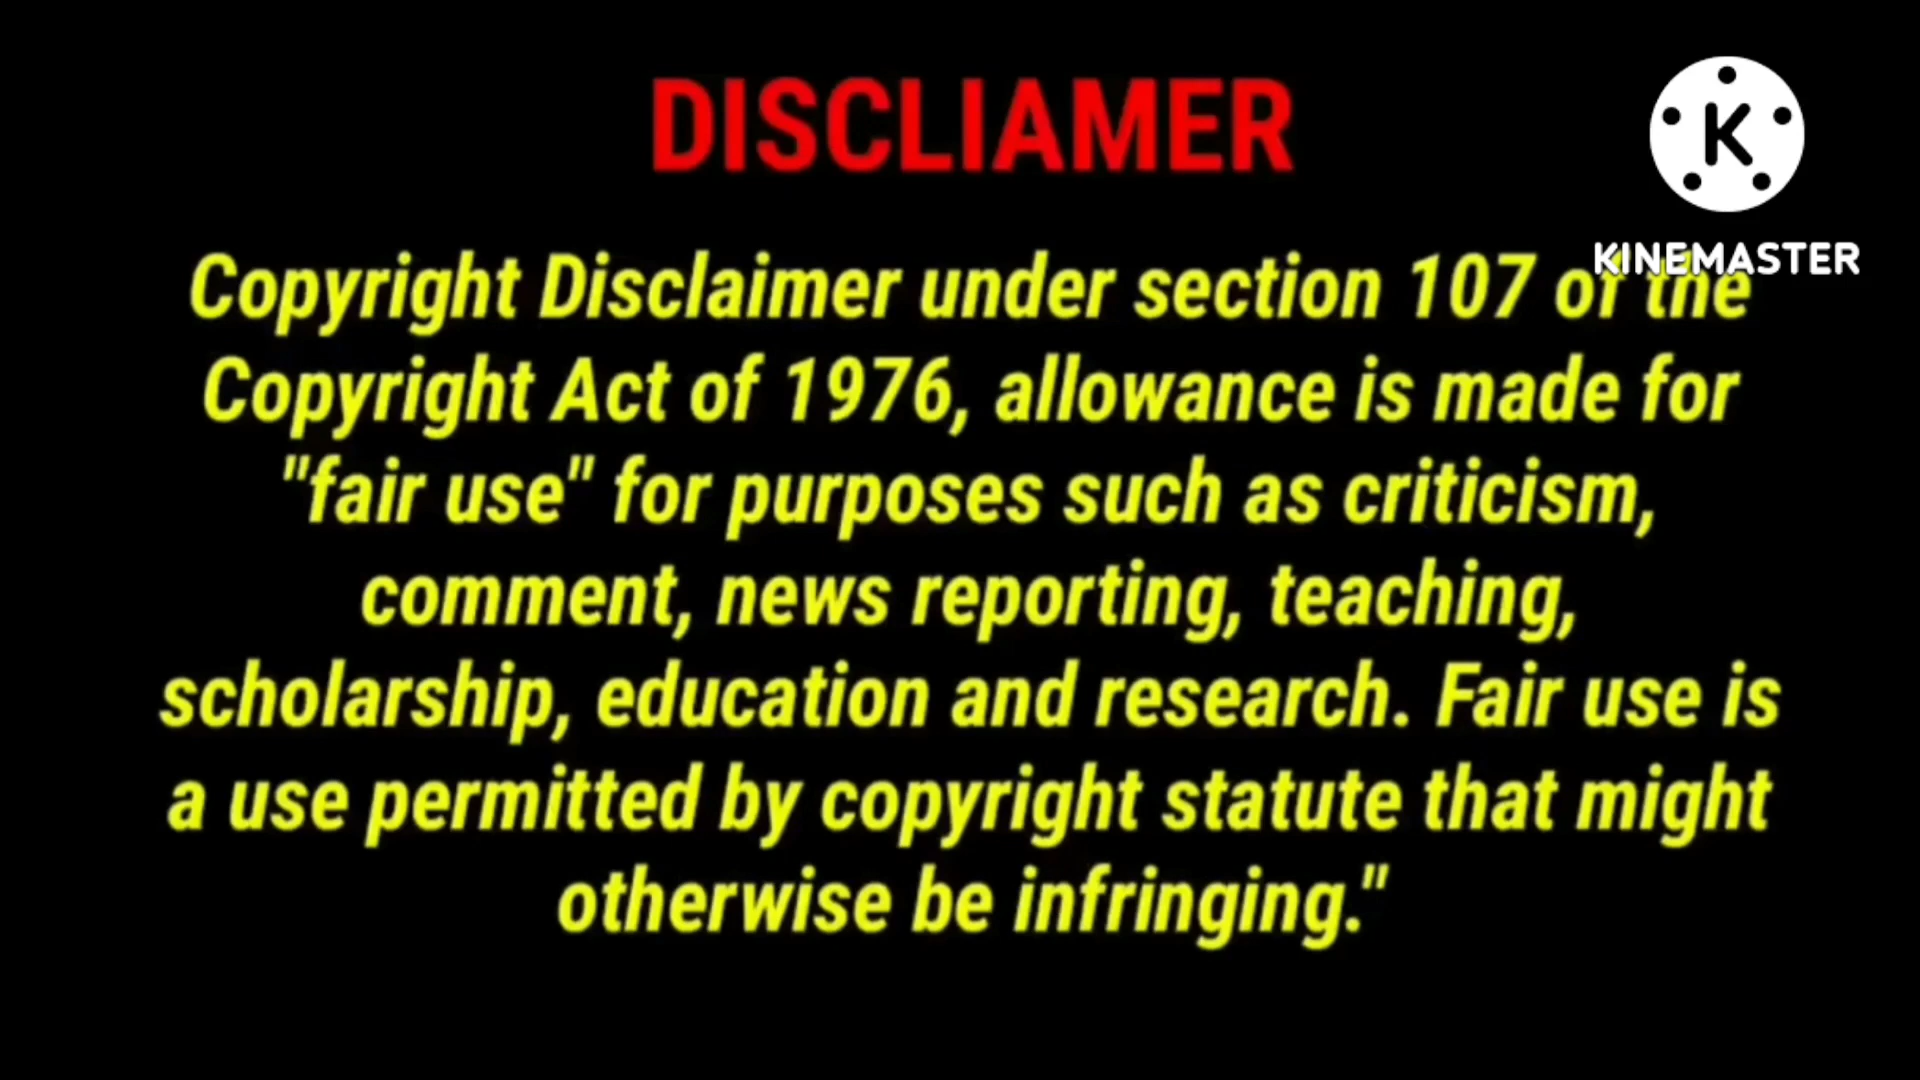 DISCLIAMER
K
KINEMASTER
Copyright Disclaimer under section 107 of the
Copyright Act of 1976, allowance is made for
"fair use" for purposes such as criticism,
comment, news reporting, teaching,
scholarship, education and research. Fair use is
a use permitted by copyright statute that might
otherwise be infringing."